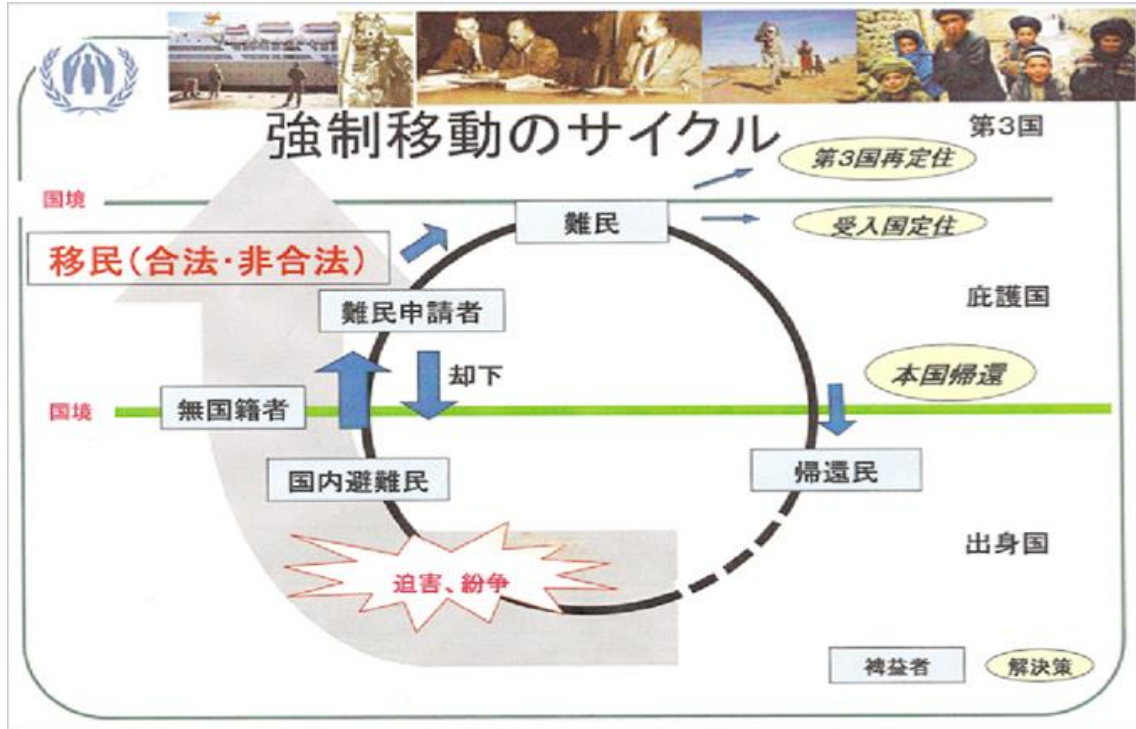 強制移動のサイクル
第3国
第3国再定住
国境
難民
受入国定住
移民(合法・非合法)
庇護国
難民申請者
却下
本国帰還
国境
無国籍者
国内避難民
帰還民
出身国
迫害、紛争
裨益者
解決策